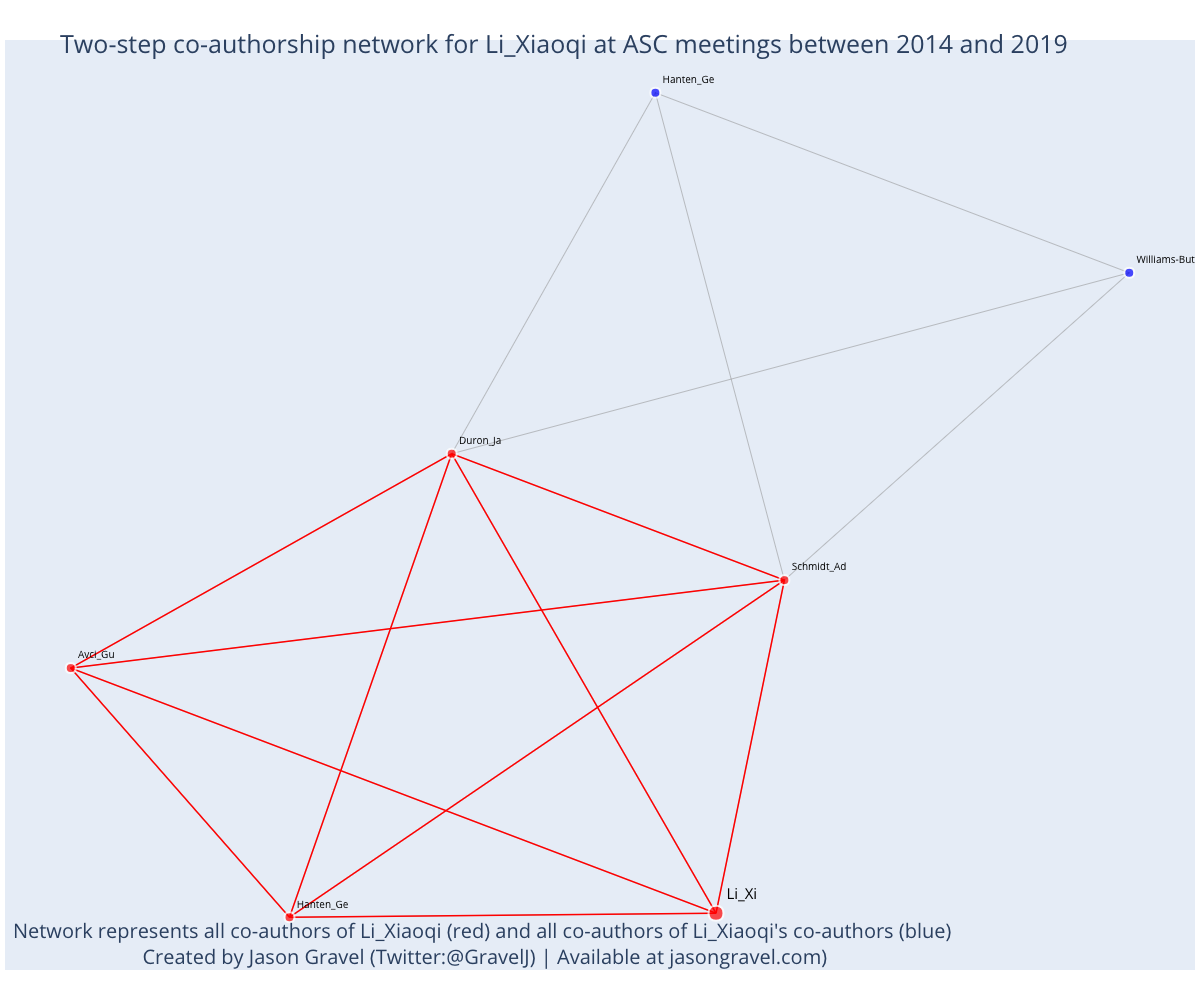 Two-step co-authorship network for Li_Xiaoqi at ASC meetings between 2014 and 2019
Hanten_Ge
Williams-But
Duron_Ja
Schmidt_Ad
Avci_Gu
Li_Xi
Hanten_Ge
Network represents all co-authors of Li_Xiaoqi (red) and all co-authors of Li_Xiaoqi's co-authors (blue)
Created by Jason Gravel (Twitter:@GravelJ) | Available at jasongravel.com)